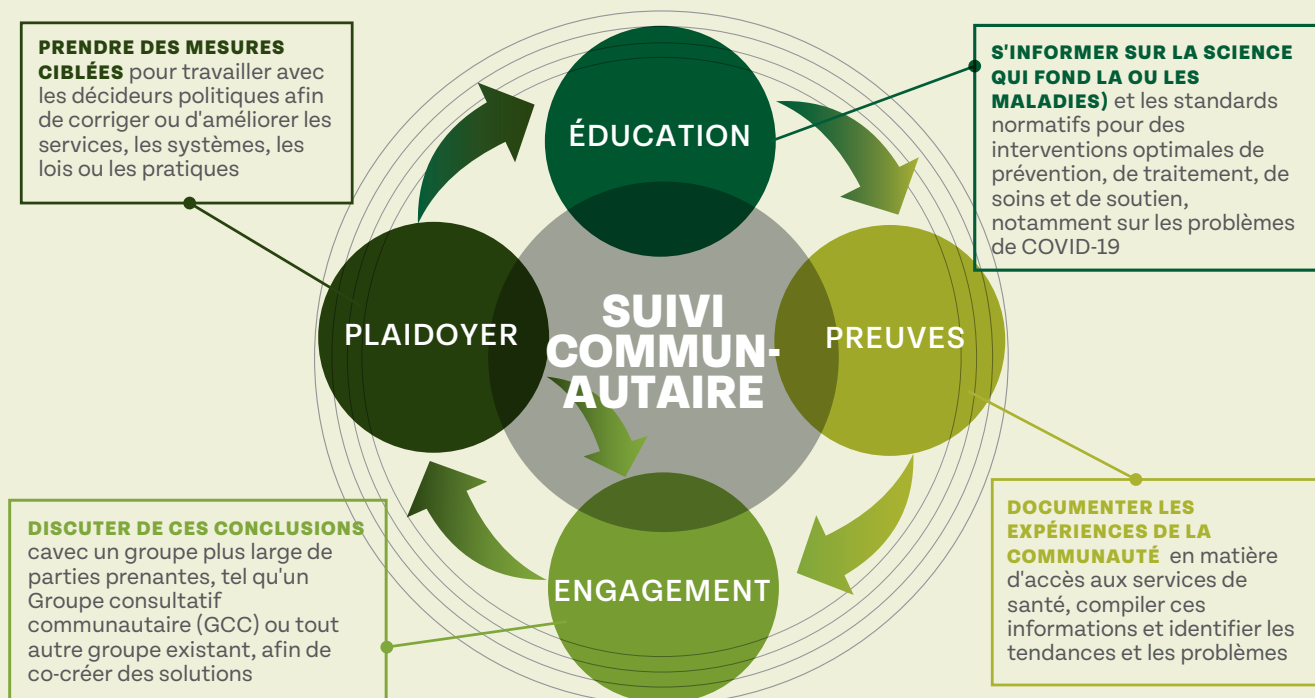 PRENDRE DES MESURES
CIBLÉES pour travailler avec
les décideurs politiques afin
de corriger ou d'améliorer les
services, les systèmes, les
lois ou les pratiques
ÉDUCATION
S'INFORMER SUR LA SCIENCE
QUI FOND LA OU LES
MALADIES) et les standards
normatifs pour des
interventions optimales de
prévention, de traitement, de
soins et de soutien,
notamment sur les problèmes
de COVID-19
PLAIDOYER
SUIVI
COMMUN-
AUTAIRE
PREUVES
DISCUTER DE CES CONCLUSIONS
cavec un groupe plus large de
parties prenantes, tel qu'un
Groupe consultatif
communautaire (GCC) ou tout
autre groupe existant, afin de
co-créer des solutions
ENGAGEMENT
DOCUMENTER LES
EXPÉRIENCES DE LA
COMMUNAUTÉ en matière
d'accès aux services de
santé, compiler ces
informations et identifier les
tendances et les problèmes